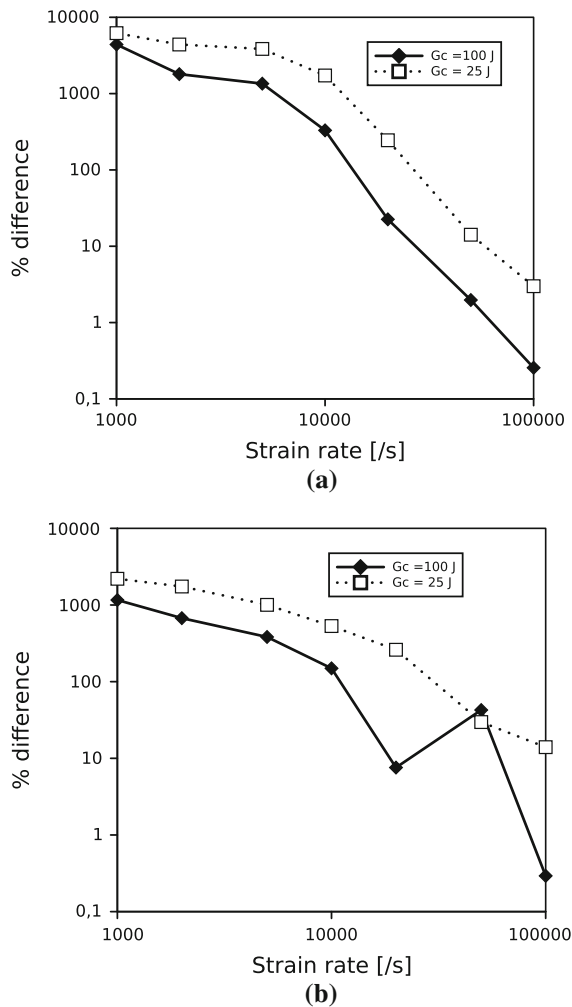 10000
1000
100
10
1
0,1
% difference
Gc =100 J
Gc = 25 J
1000
10000
100000
Strain rate [/s]
(a)
10000
1000
100
10
1
0,1
% difference
Gc =100 J
Gc = 25 J
1000
10000
100000
Strain rate [/s]
(b)